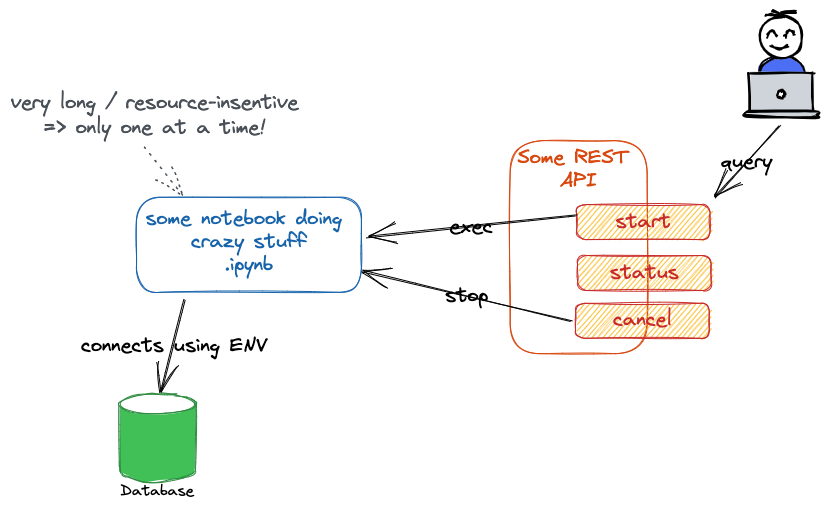 very long / resource-insentive
=> only one at a time!
Some REST
API
query
some notebook doing
crazy stuff
.ipynb
exec
start
status
stop
cancel
connects using ENV
Database